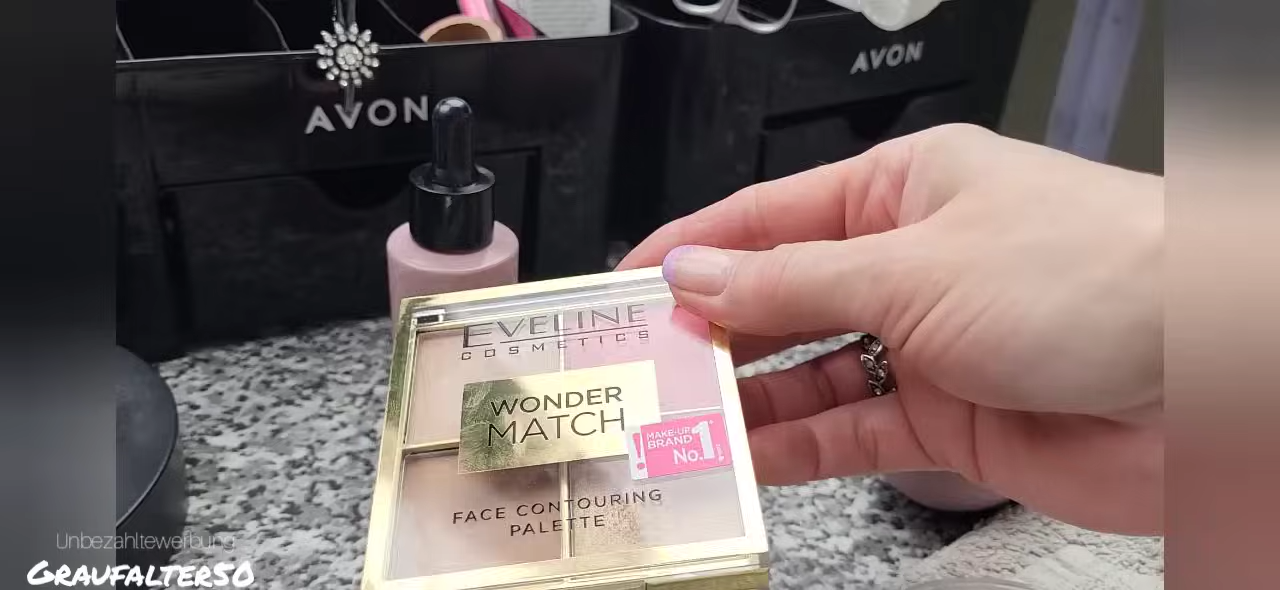 AVON
AVON
EVELINE
COSMETICS
WONDER
MATCH
MAKE-UP
BRAND
No.1
FACE CONTOURING
PALETTE
Unbezahltewerbung
GRAUFALTER50